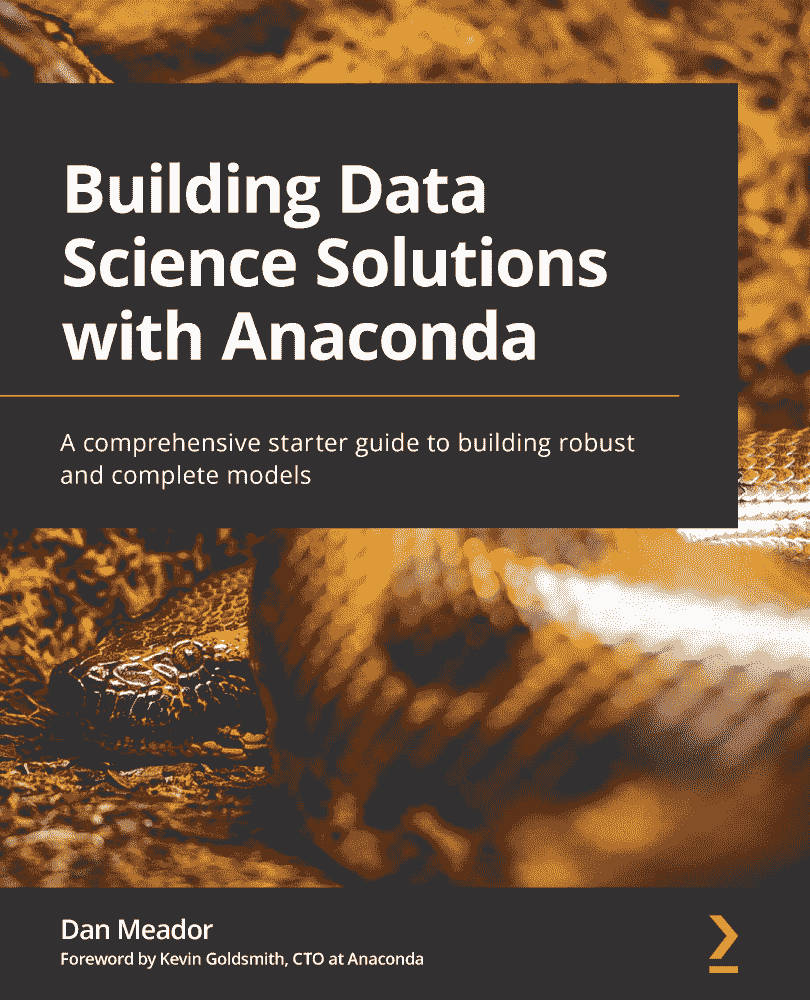 Building Data
Science Solutions
with Anaconda
A comprehensive starter guide to building robust
and complete models
Dan Meador
Foreword by Kevin Goldsmith, CTO at Anaconda